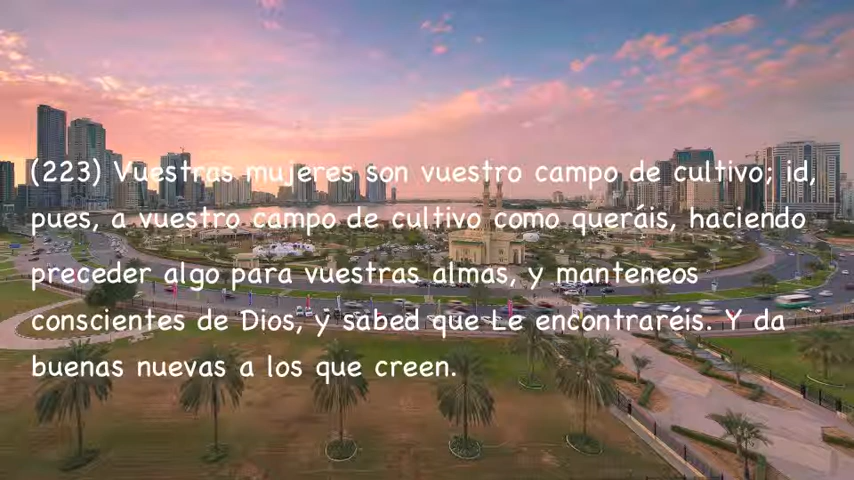 (223) Vuestras mujeres son vuestro campo de cultivo; id,
pues, a vuestro campo de cultivo como queráis, haciendo
preceder algo para vuestras almas, y manteneos
conscientes de Dios, y sabed que Le encontraréis. Y da
buenas nuevas a los que creen.